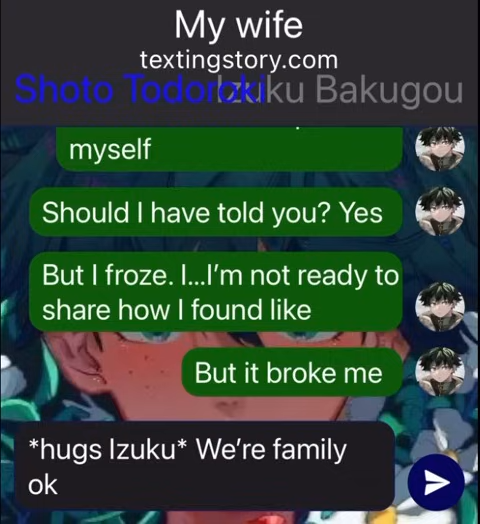 My wife
textingstory.com
Shoto Todoroki Izuku Bakugou
myself
Should I have told you? Yes
But I froze. I...I'm not ready to
share how I found like
But it broke me
*hugs Izuku* We're family
ok